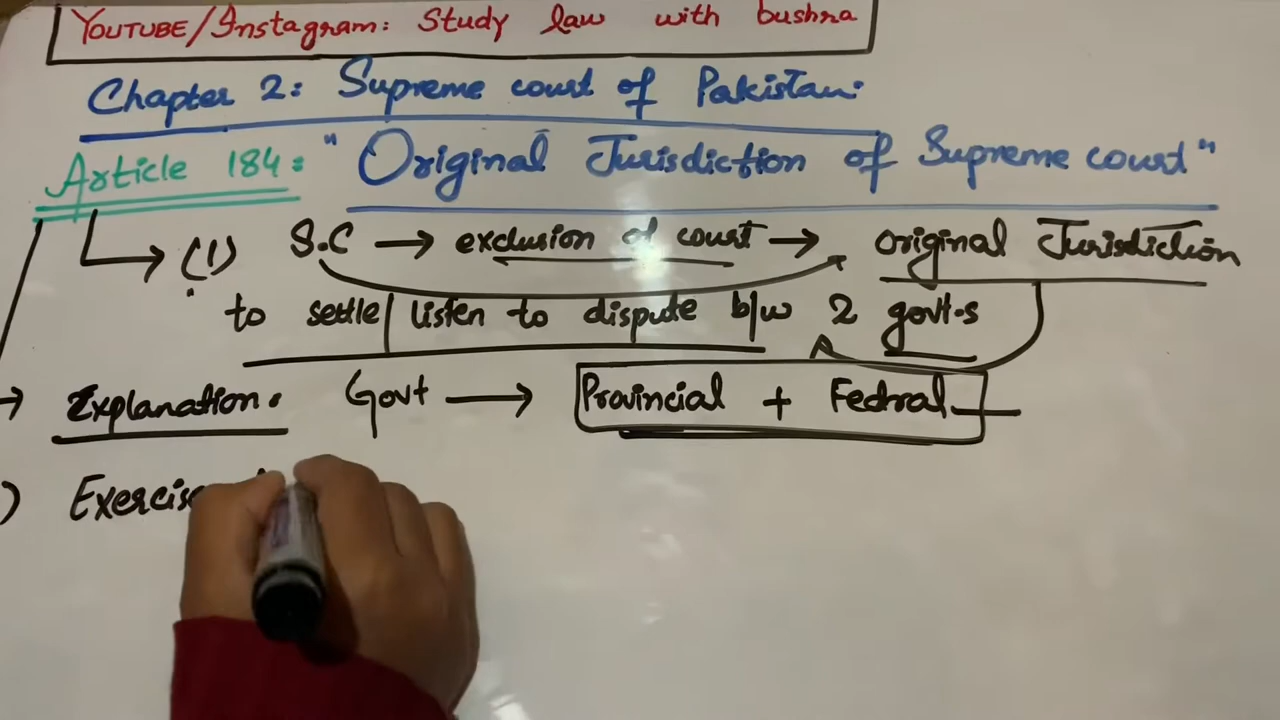 YOUTUBE/Instagram: Study law with bushra
Chapter 2: Supreme court of Pakistan.
Article 184: "Original Jurisdiction of Supreme court"
(1) S.C → exclusion of court → original Jurisdiction
to settle/listen to dispute b/w 2 govt.s
→ Explanation. Govt → Provincial + Fedral
) Exercise